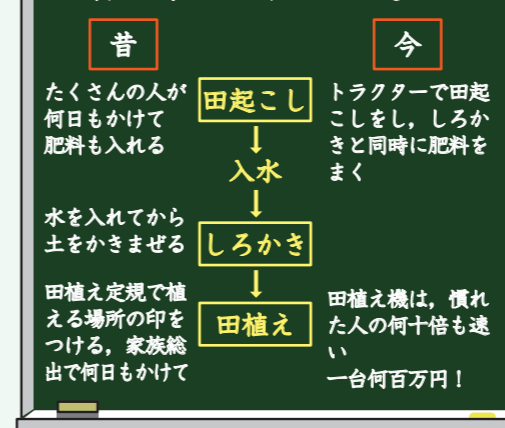 昔
今
たくさんの人が
何日もかけて
肥料も入れる
田起こし
トラクターで田起
こしをし，しろか
きと同時に肥料を
まく
入水
水を入れてから
土をかきまぜる
しろかき
田植え定規で植
える場所の印を
つける，家族総
出で何日もかけて
田植え
田植え機は，慣れ
た人の何十倍も速
い
一台何百万円！